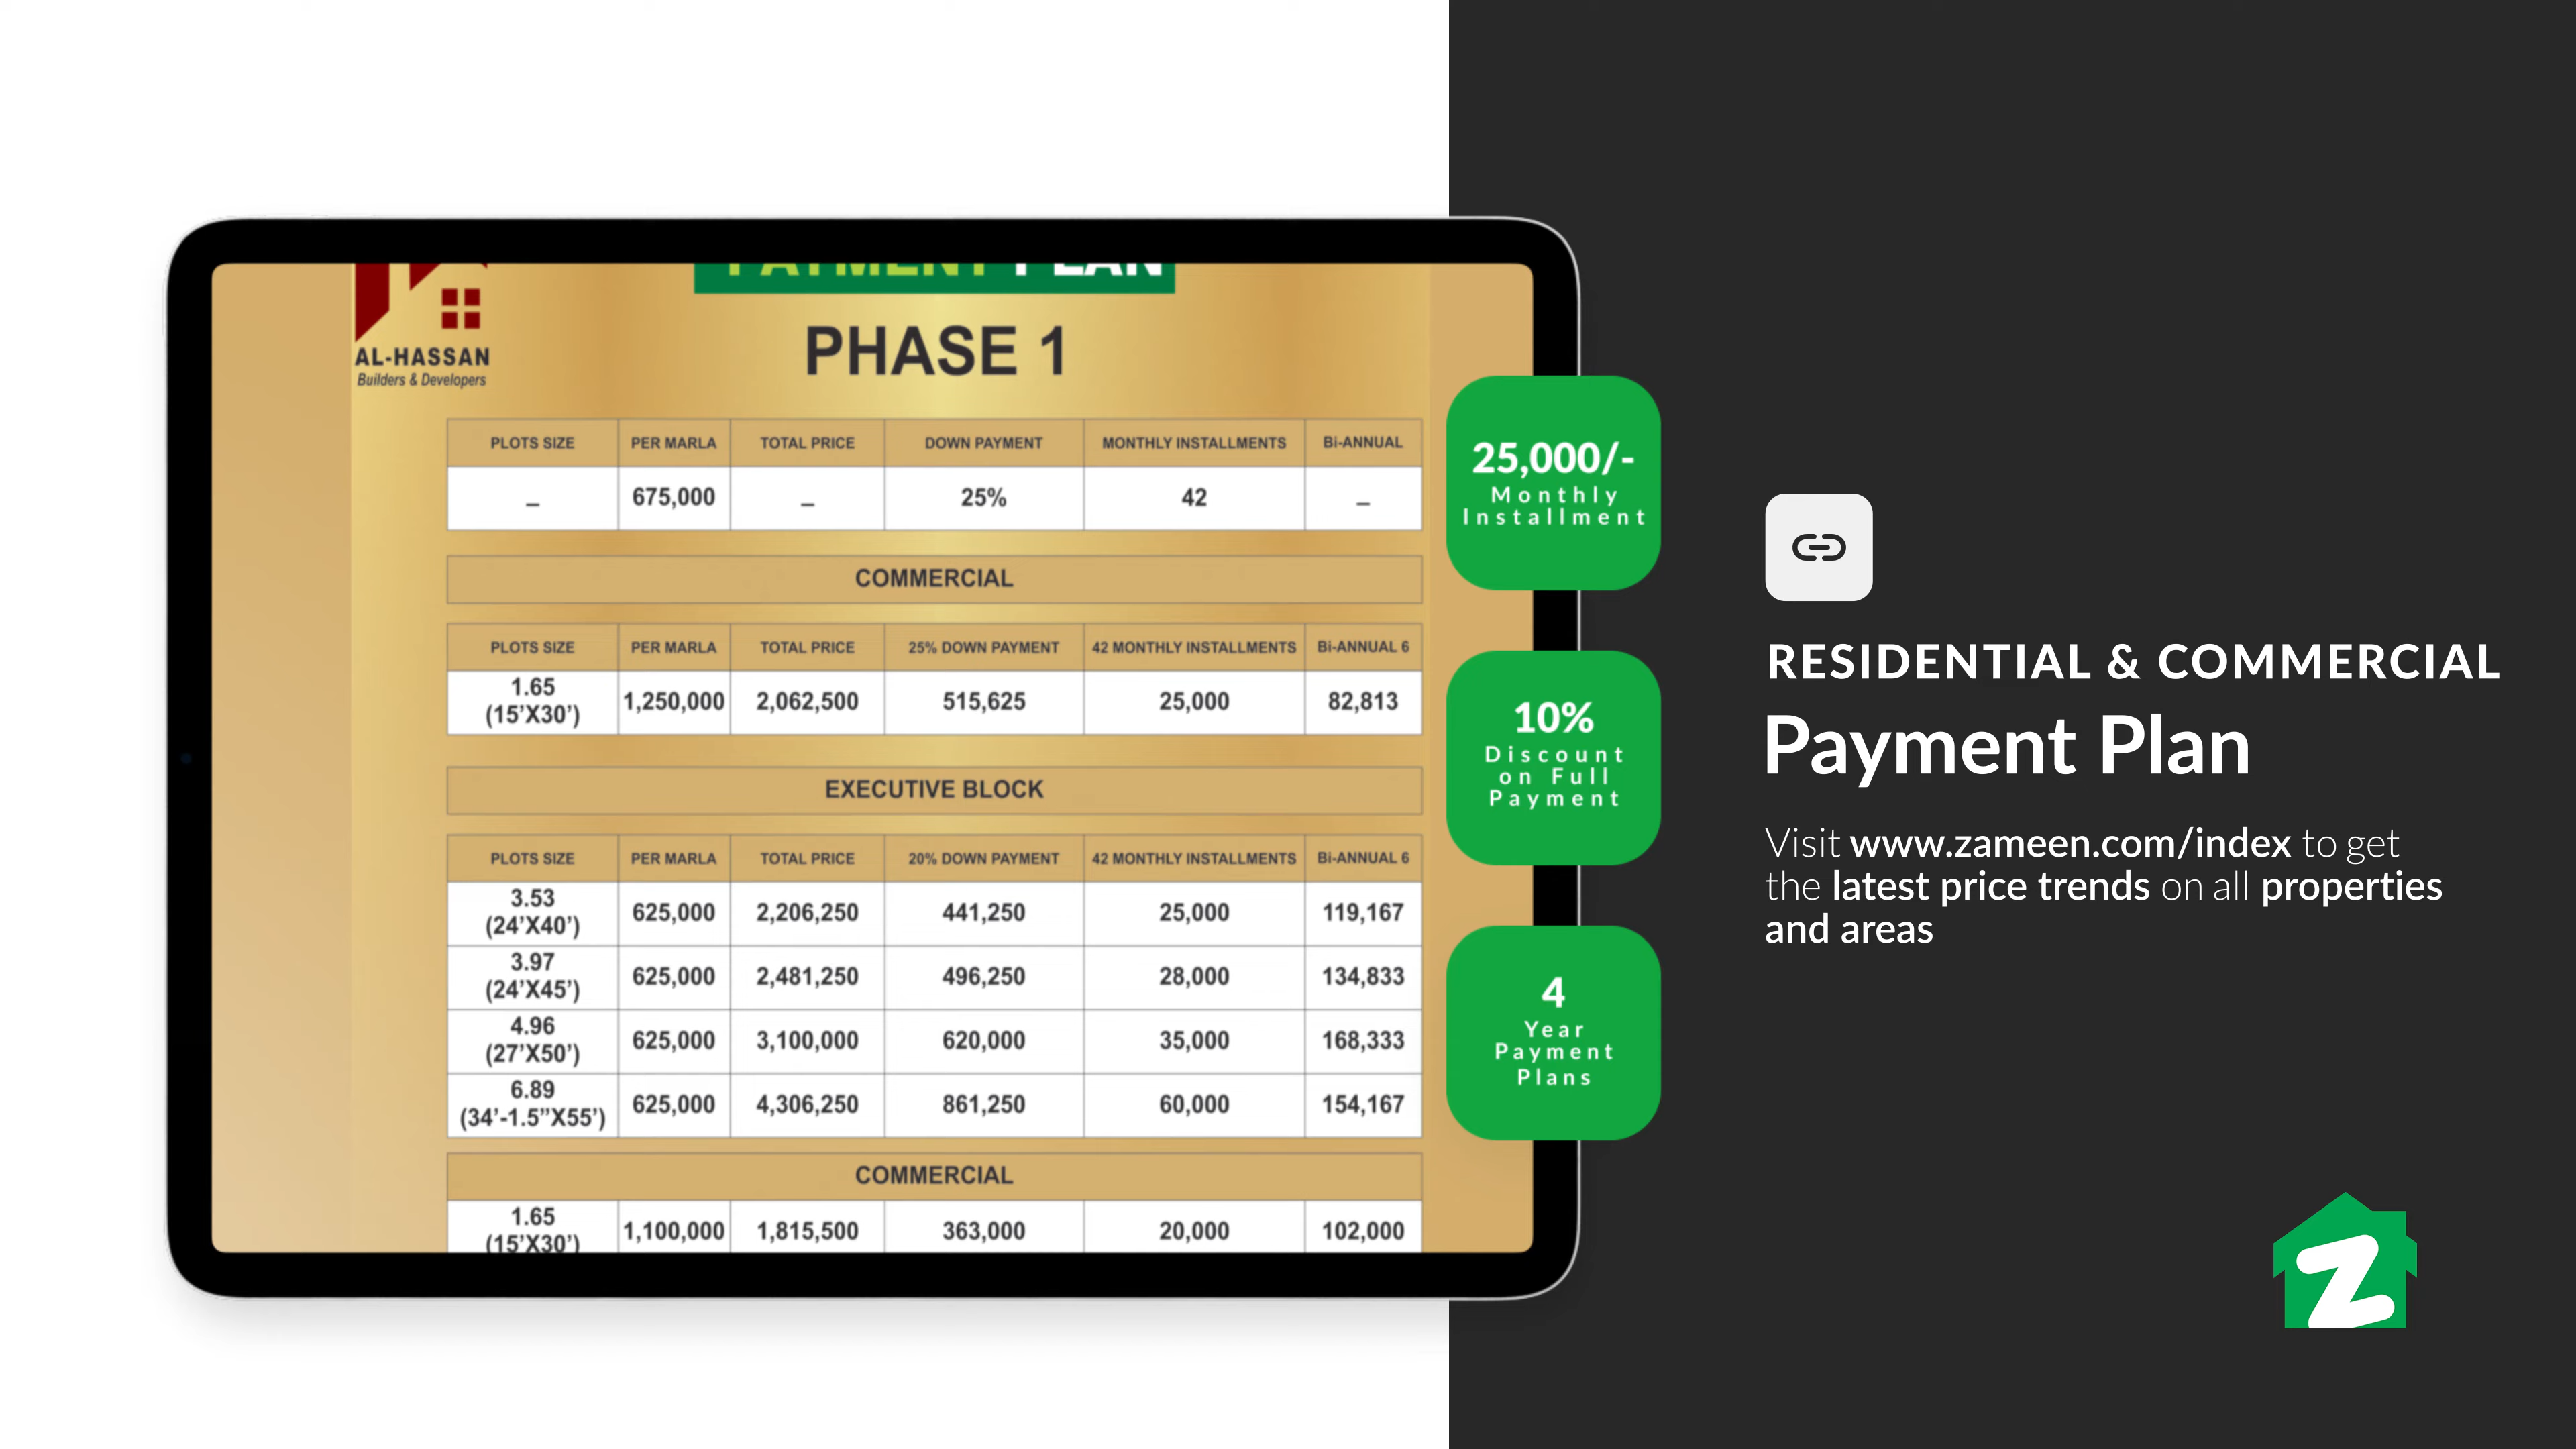 PAYMENT PLAN
AL-HASSAN
Builders & Developers
PHASE 1
PLOTS SIZE PER MARLA TOTAL PRICE DOWN PAYMENT MONTHLY INSTALLMENTS Bi-ANNUAL
– 675,000 – 25% 42 –
COMMERCIAL
PLOTS SIZE PER MARLA TOTAL PRICE 25% DOWN PAYMENT 42 MONTHLY INSTALLMENTS Bi-ANNUAL 6
1.65
(15’X30’) 1,250,000 2,062,500 515,625 25,000 82,813
EXECUTIVE BLOCK
PLOTS SIZE PER MARLA TOTAL PRICE 20% DOWN PAYMENT 42 MONTHLY INSTALLMENTS Bi-ANNUAL 6
3.53
(24’X40’) 625,000 2,206,250 441,250 25,000 119,167
3.97
(24’X45’) 625,000 2,481,250 496,250 28,000 134,833
4.96
(27’X50’) 625,000 3,100,000 620,000 35,000 168,333
6.89
(34’-1.5”X55’) 625,000 4,306,250 861,250 60,000 154,167
COMMERCIAL
1.65
(15’X30’) 1,100,000 1,815,500 363,000 20,000 102,000
25,000/-
Monthly
Installment
10%
Discount
on Full
Payment
4
Year
Payment
Plans
RESIDENTIAL & COMMERCIAL
Payment Plan
Visit www.zameen.com/index to get
the latest price trends on all properties
and areas
Z